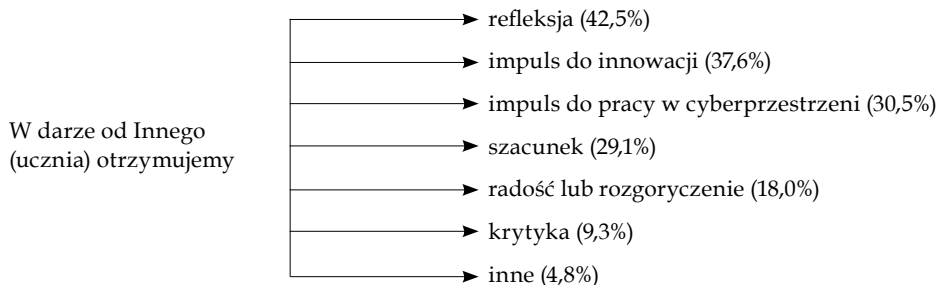 refleksja (42,5%)
impuls do innowacji (37,6%)
impuls do pracy w cyberprzestrzeni (30,5%)
W darze od Innego
(ucznia) otrzymujemy
szacunek (29,1%)
radość lub rozgoryczenie (18,0%)
krytyka (9,3%)
inne (4,8%)